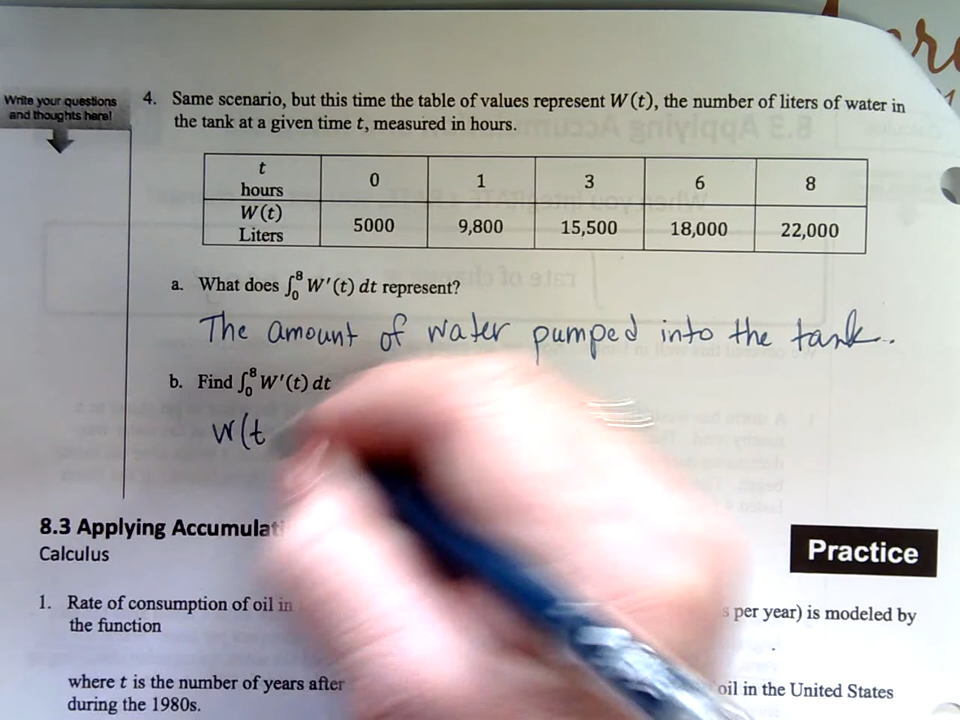 Write your questions
and thoughts here!
4. Same scenario, but this time the table of values represent W(t), the number of liters of water in
the tank at a given time t, measured in hours.
t hours 0 1 3 6 8
W(t) Liters 5000 9,800 15,500 18,000 22,000
a. What does ∫₀⁸ W'(t) dt represent?
The amount of water pumped into the tank..
b. Find ∫₀⁸ W'(t) dt
W(t
8.3 Applying
Calculus
Practice
1. Rate of consumption of oil in per year) is modeled by
the function
where t is the number of years after oil in the United States
during the 1980s.